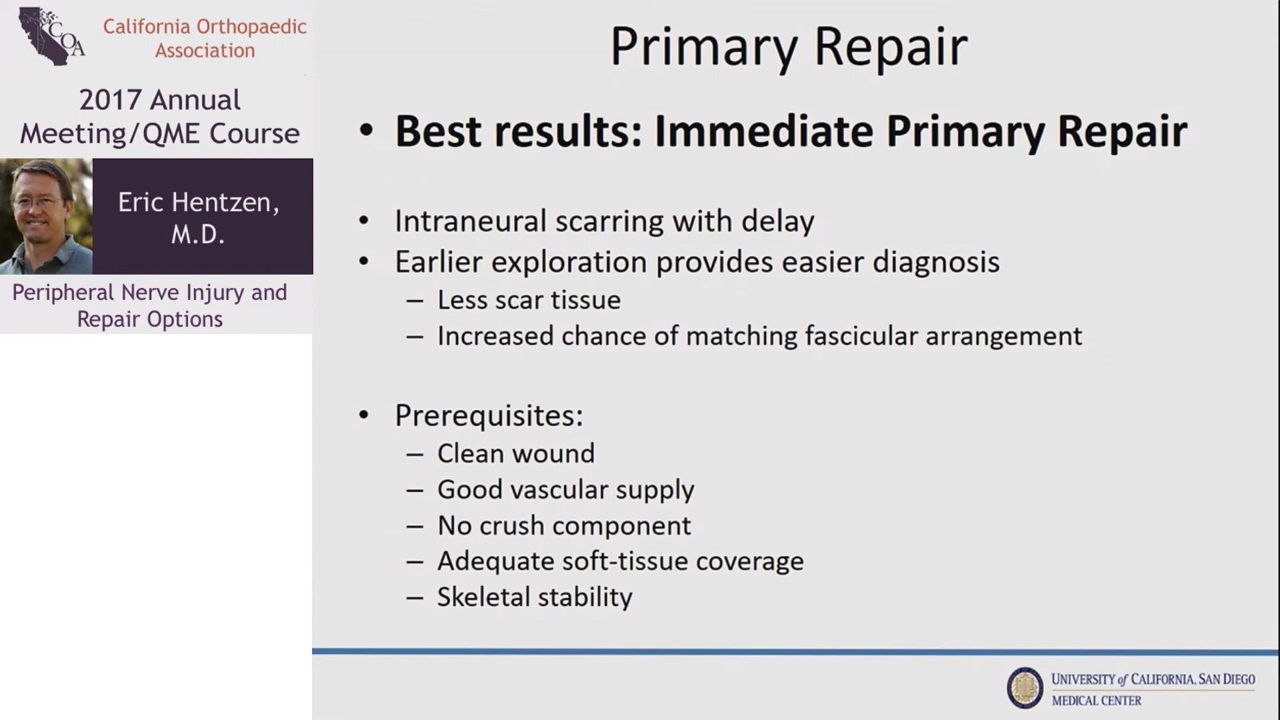 COA
California Orthopaedic
Association
2017 Annual
Meeting/QME Course
Eric Hentzen,
M.D.
Peripheral Nerve Injury and
Repair Options
Primary Repair
• Best results: Immediate Primary Repair
• Intraneural scarring with delay
• Earlier exploration provides easier diagnosis
– Less scar tissue
– Increased chance of matching fascicular arrangement
• Prerequisites:
– Clean wound
– Good vascular supply
– No crush component
– Adequate soft-tissue coverage
– Skeletal stability
UNIVERSITY of CALIFORNIA, SAN DIEGO
MEDICAL CENTER